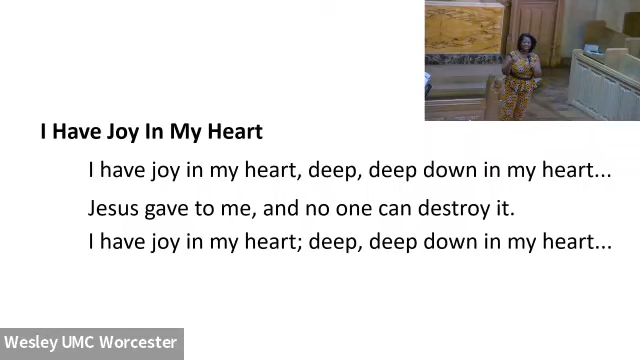 I Have Joy In My Heart
I have joy in my heart, deep, deep down in my heart...
Jesus gave to me, and no one can destroy it.
I have joy in my heart; deep, deep down in my heart...
Wesley UMC Worcester